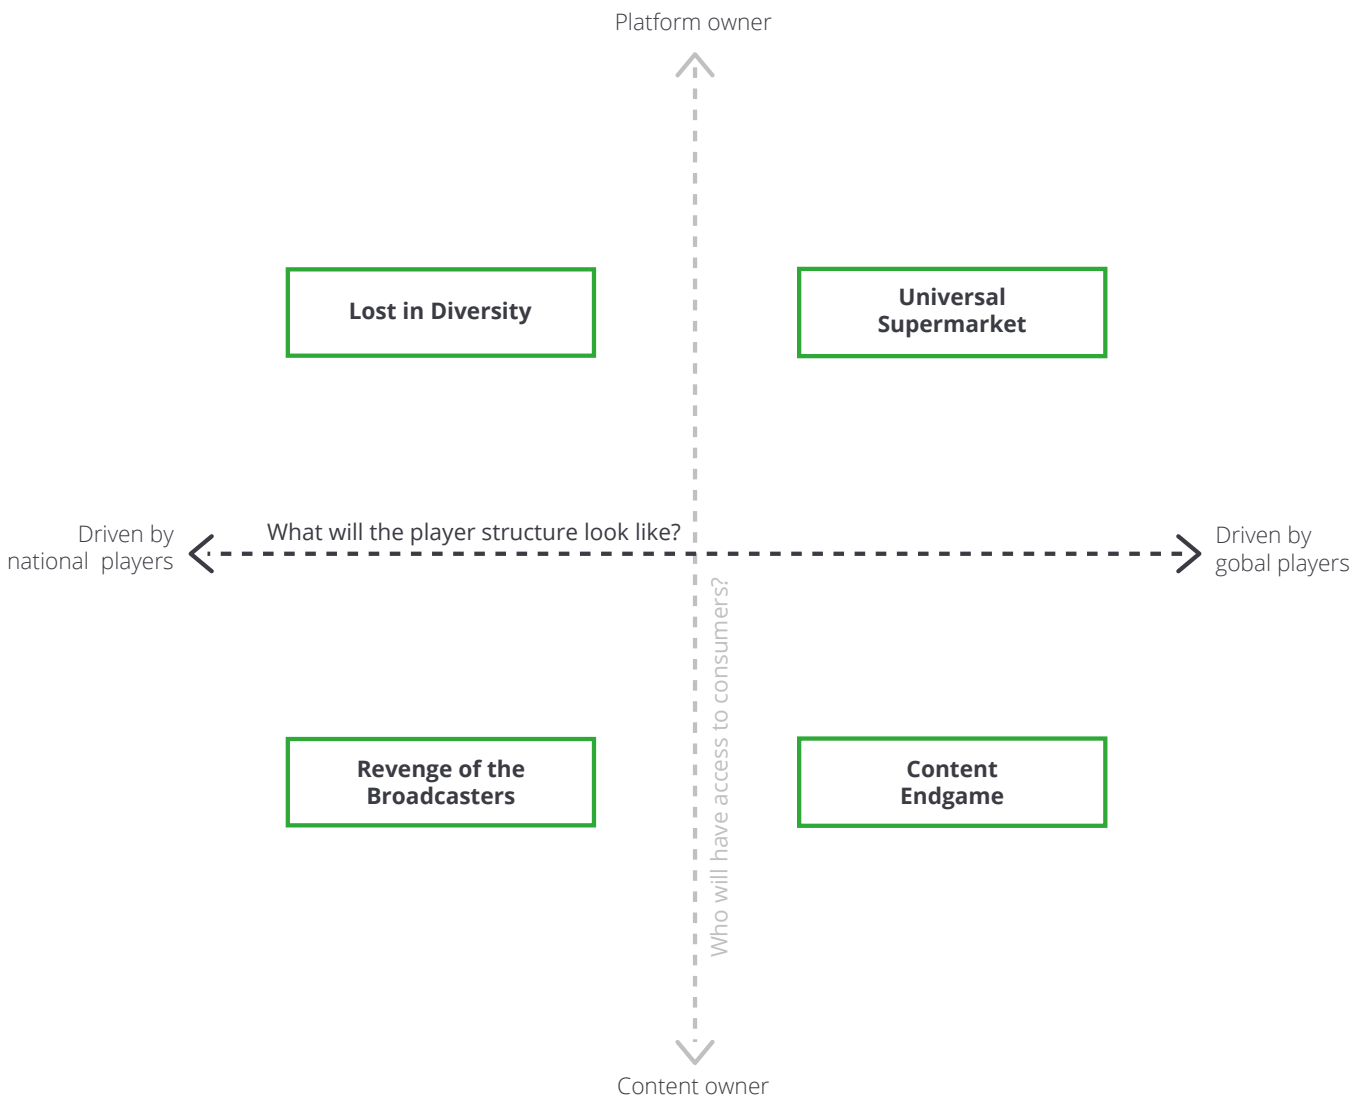 Platform owner
Lost in Diversity
Universal
Supermarket
What will the player structure look like?
Driven by
national players
Driven by
gobal players
Who will have access to consumers?
Revenge of the
Broadcasters
Content
Endgame
Content owner